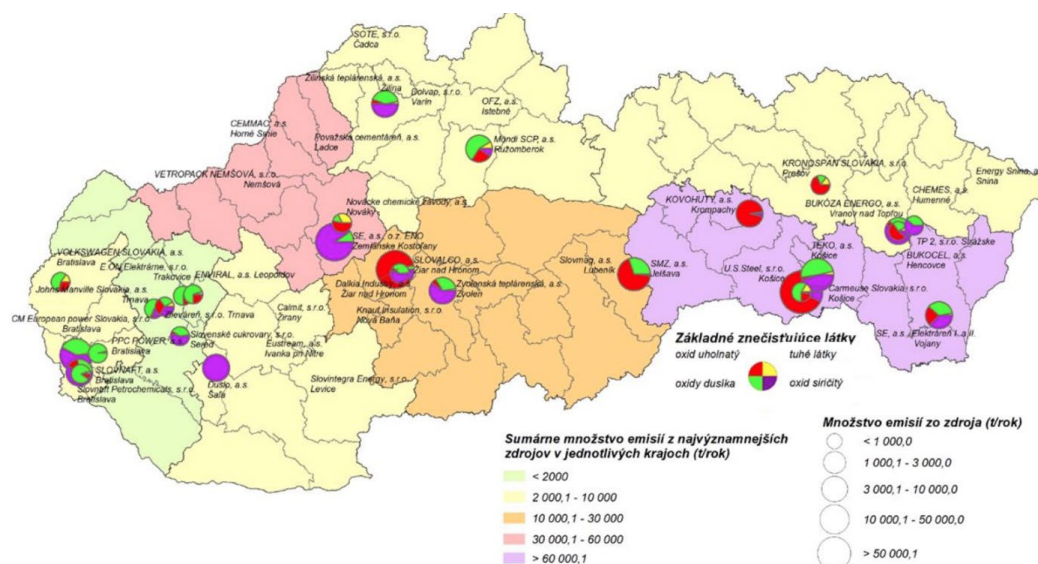 SOTE, s.r.o.
Čadca
Žilinská teplárenská, a.s.
Žilina
Dolvap, s.r.o.
Varín
OFZ, a.s.
Istebné
CEMMAC, a.s.
Horné Srnie
Považska cementáreň, a.s.
Ladce
Mondi SCP, a.s.
Ružomberok
VETROPACK NEMŠOVÁ, s.r.o.
Nemšová
KRONOSPAN SLOVAKIA, s.r.o.
Prešov
Energy Snina, a.s.
Snina
CHEMES, a.s.
Humenné
BUKÓZA ENERGO, a.s.
Vranov nad Topľou
Novácke chemické závody, a.s.
Nováky
KOVOHUTY, a.s.
Krompachy
SE, a.s., o.z. ENO
Zemianske Kostoľany
TP 2, s.r.o. Strážske
BUKOCEL, a.s.
Hencovce
VOLKSWAGEN SLOVAKIA, a.s.
Bratislava
E.ON Elektrárne, s.r.o.
Trakovice
ENVIRAL, a.s. Leopoldov
SLOVALCO, a.s.
Žiar nad Hronom
Slovmag, a.s.
Lubeník
SMZ, a.s.
Jelšava
TEKO, a.s.
Košice
U.S.Steel, s.r.o.
Košice
Carmeuse Slovakia, s.r.o.
Košice
Johns Manville Slovakia, a.s.
Trnava
Dalkia Industry, a.s.
Žiar nad Hronom
Zvolenská teplárenská, a.s.
Zvolen
Calmit, s.r.o.
Žirany
Knauf Insulation, s.r.o.
Nová Baňa
CM European power Slovakia, s.r.o.
Bratislava
Slovenské cukrovary, s.r.o.
Sereď
Eustream, a.s.
Ivanka pri Nitre
SE, a.s., Elektráreň I. a II.
Vojany
PPC POWER, a.s.
Bratislava
SLOVNAFT, a.s.
Bratislava
Slovnaft Petrochemicals, s.r.o.
Bratislava
Duslo, a.s.
Šaľa
Slovintegra Energy, s.r.o.
Levice
Základné znečisťujúce látky
oxid uhoľnatý
tuhé látky
oxidy dusíka
oxid siričitý
Sumárne množstvo emisií z najvýznamnejších
zdrojov v jednotlivých krajoch (t/rok)
< 2000
2 000,1 - 10 000
10 000,1 - 30 000
30 000,1 - 60 000
> 60 000,1
Množstvo emisií zo zdroja (t/rok)
< 1 000,0
1 000,1 - 3 000,0
3 000,1 - 10 000,0
10 000,1 - 50 000,0
> 50 000,1